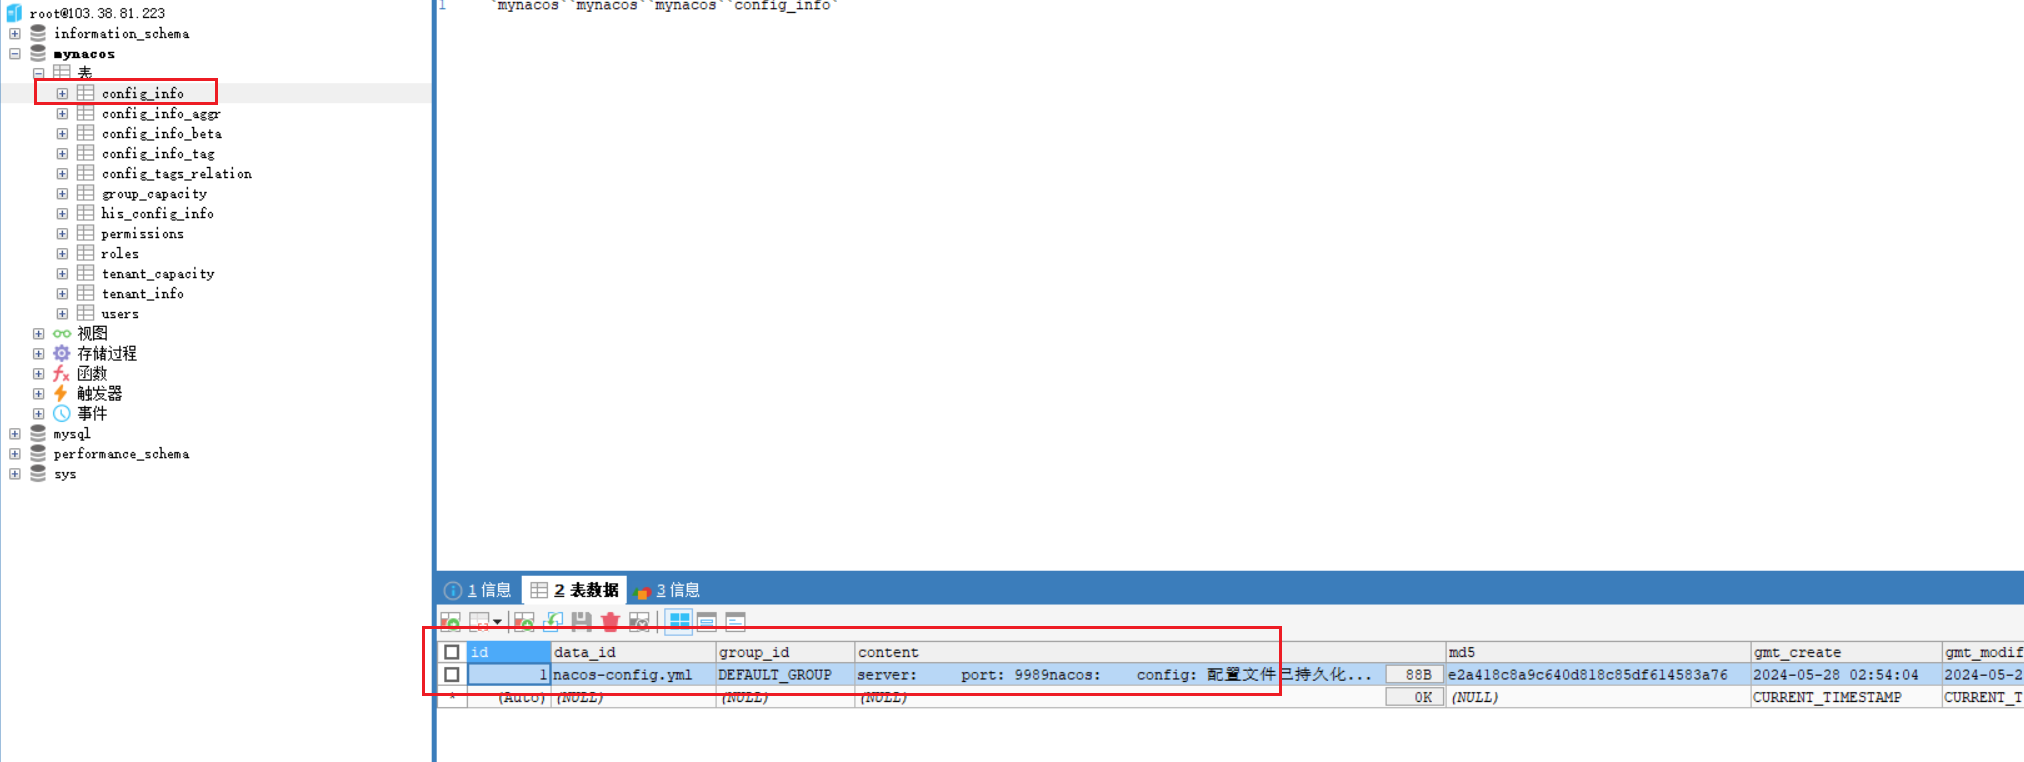 root@103.38.81.223
information_schema
mynacos
表
config_info
config_info_aggr
config_info_beta
config_info_tag
config_tags_relation
group_capacity
his_config_info
permissions
roles
tenant_capacity
tenant_info
users
视图
存储过程
函数
触发器
事件
mysql
performance_schema
sys
1 `mynacos``mynacos``mynacos``config_info`
1 信息 2 表数据 3 信息
id data_id group_id content md5 gmt_create gmt_modif
1 nacos-config.yml DEFAULT_GROUP server: port: 9989nacos: config: 配置文件已持久化... 88B e2a418c8a9c640d818c85df614583a76 2024-05-28 02:54:04 2024-05-2
* (Auto) (NULL) (NULL) (NULL) 0K (NULL) CURRENT_TIMESTAMP CURRENT_T